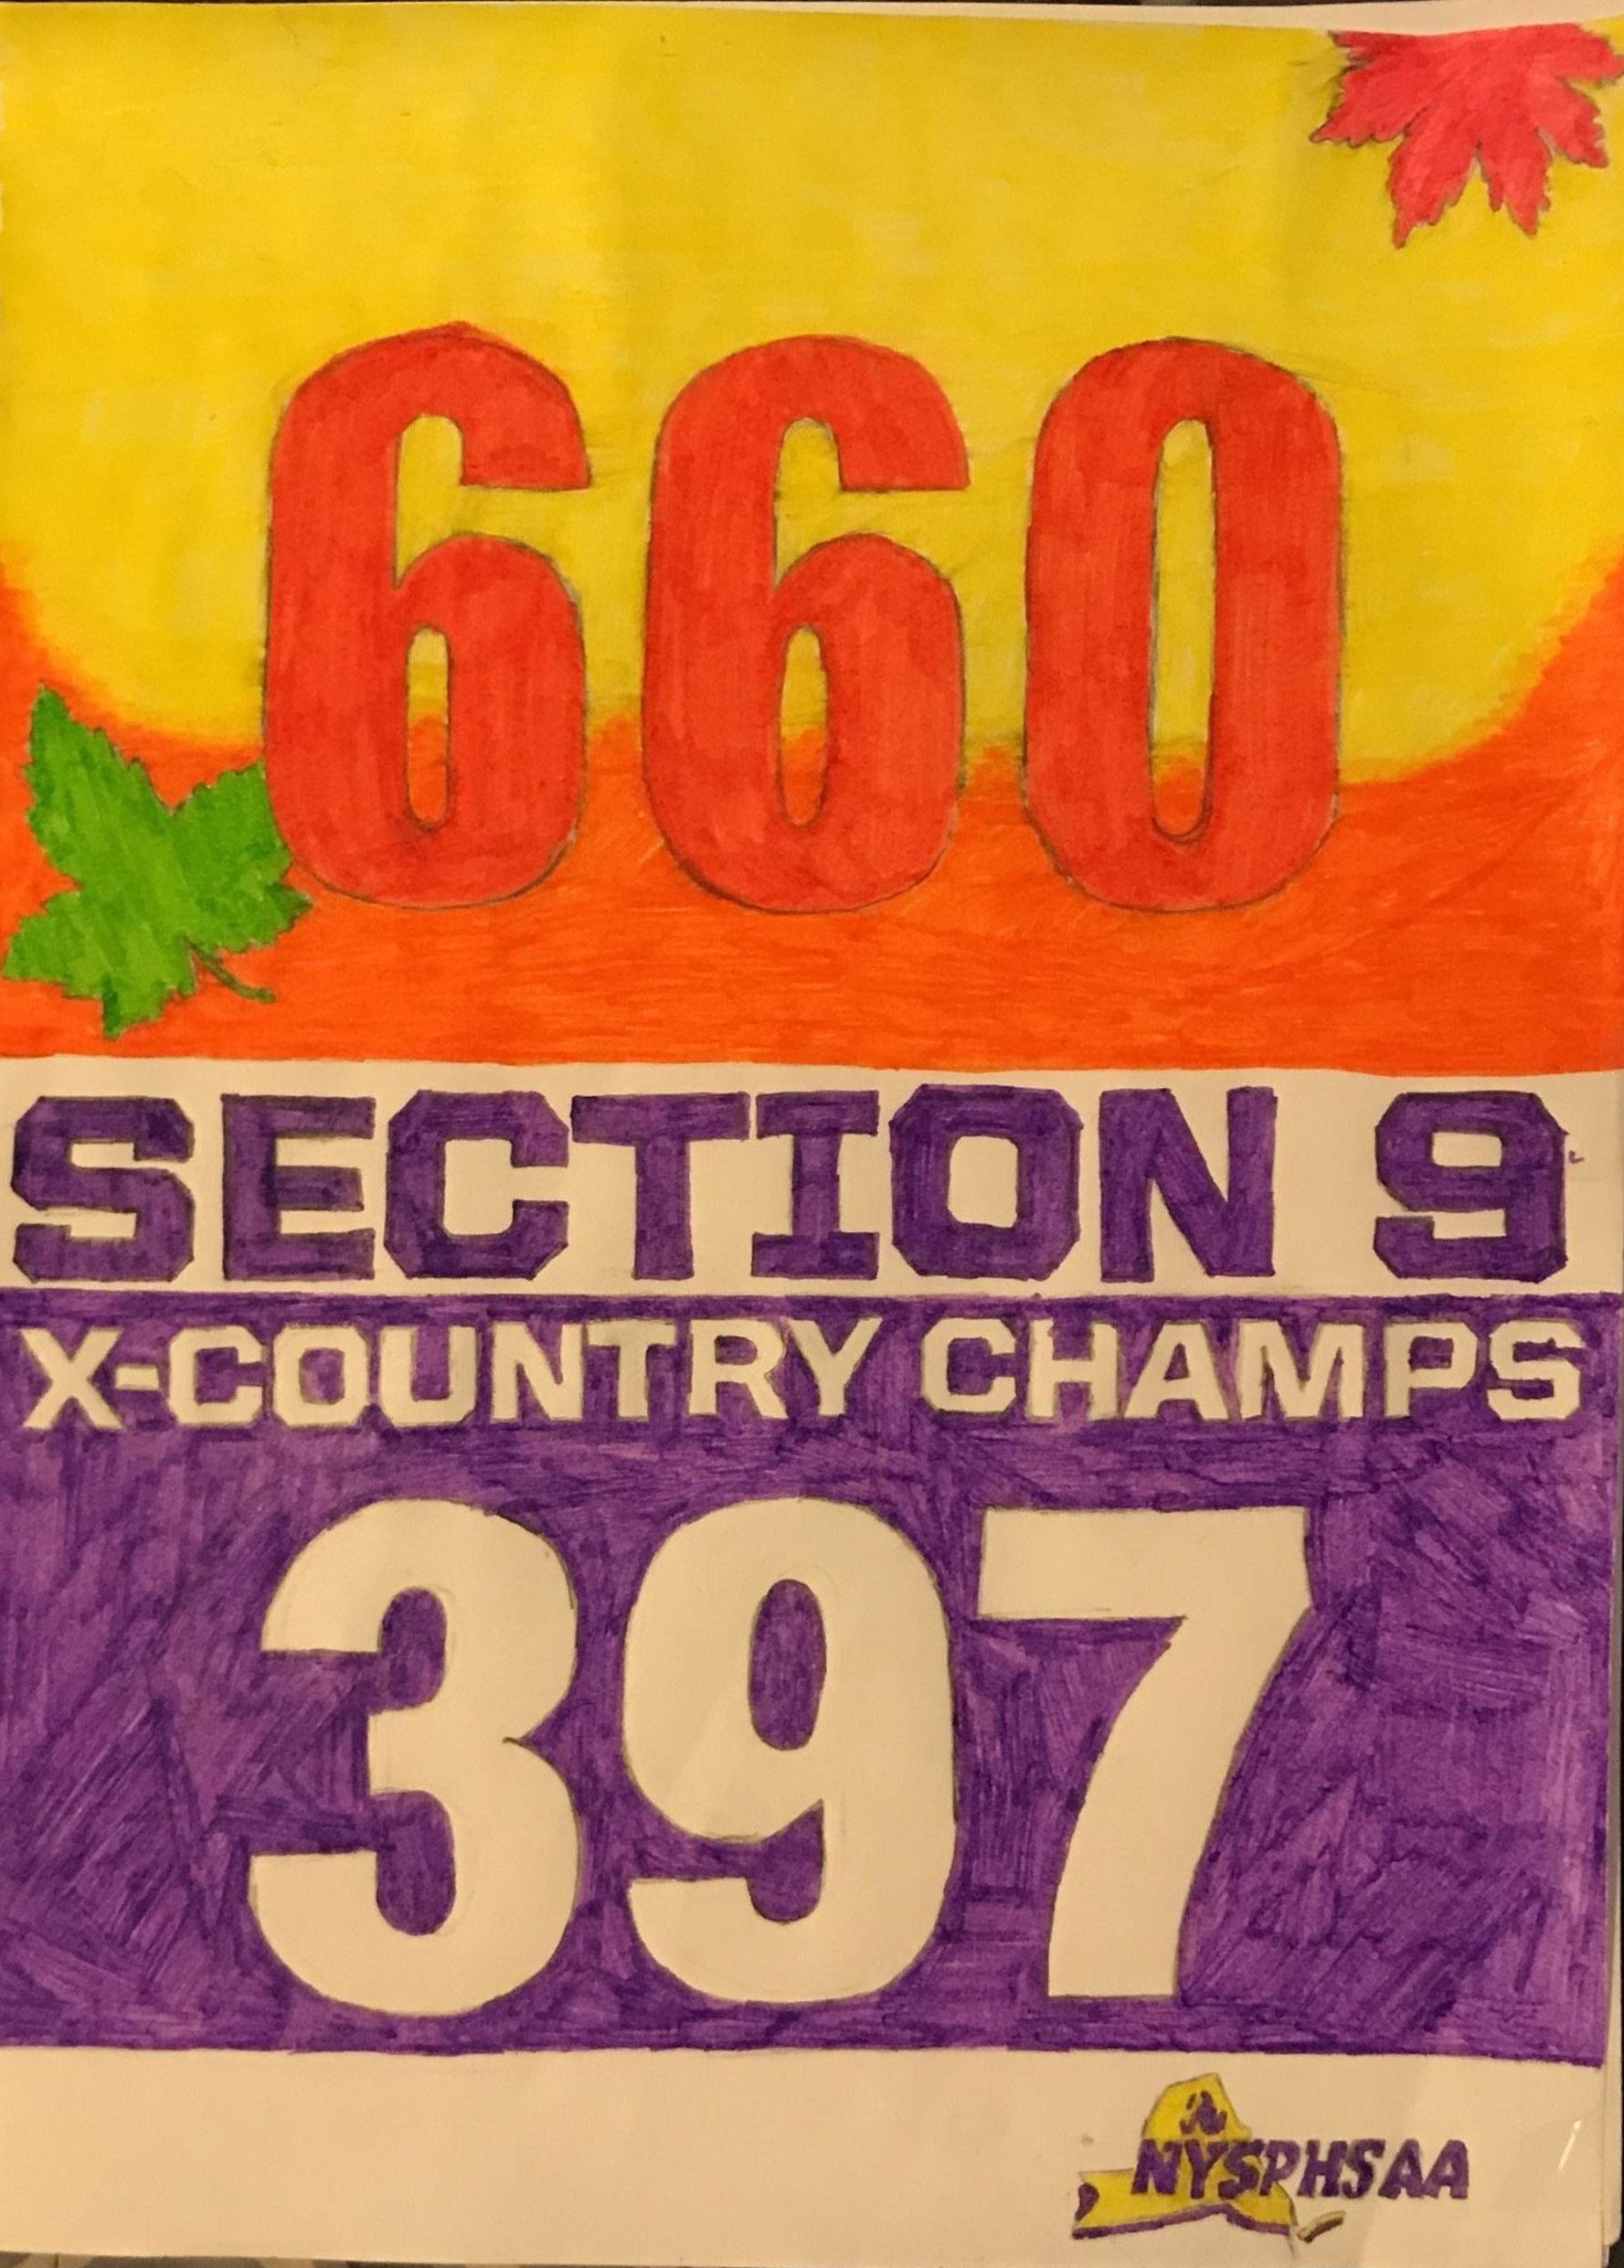 660
SECTION 9
X-COUNTRY CHAMPS
397
NYSPHSAA